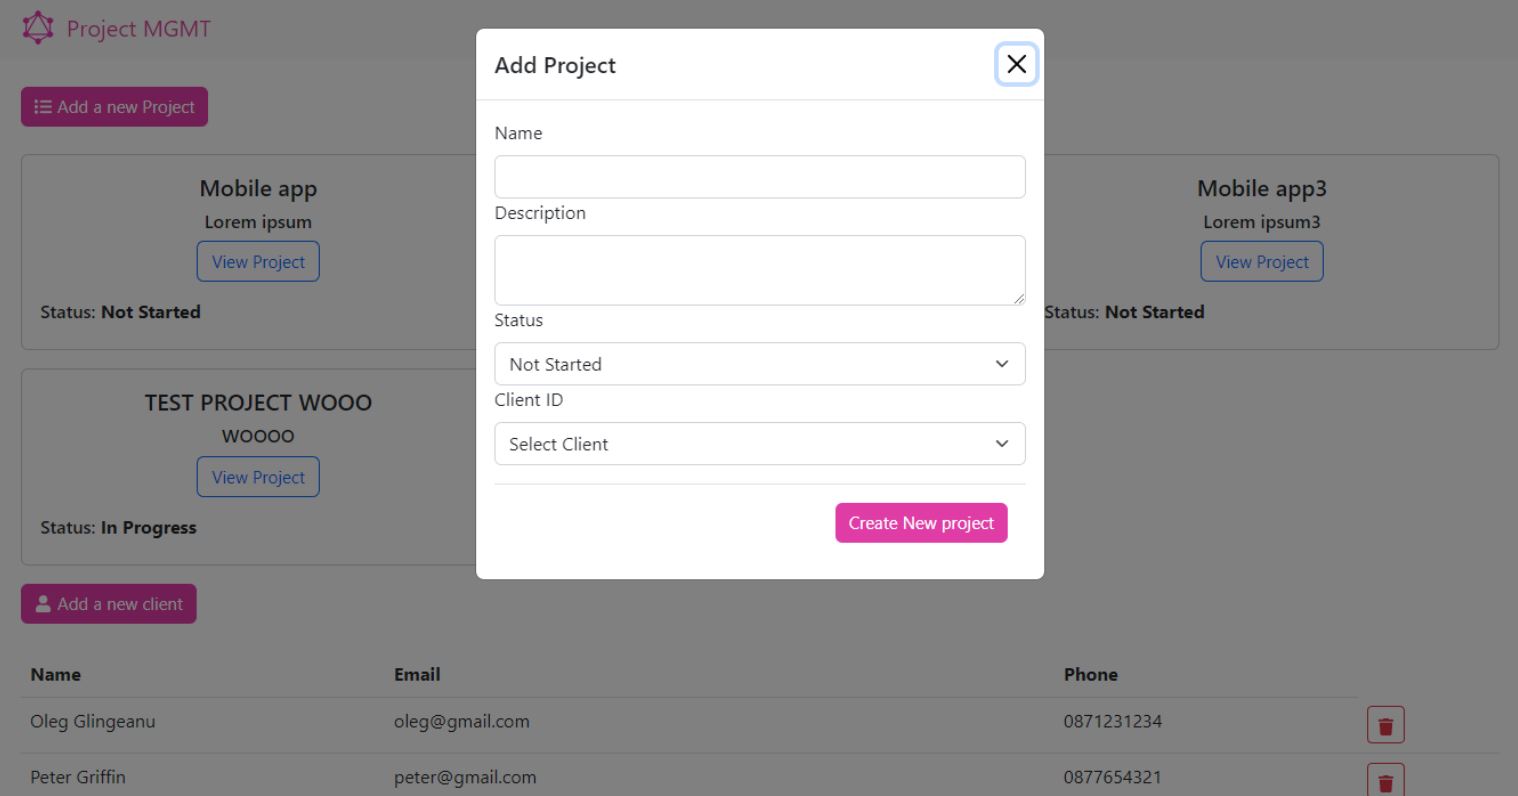 Project MGMT
Add a new Project
Mobile app
Lorem ipsum
View Project
Status: Not Started
Mobile app3
Lorem ipsum3
View Project
Status: Not Started
TEST PROJECT WOOO
WOOOO
View Project
Status: In Progress
Add Project
Name
Description
Status
Not Started
Client ID
Select Client
Create New project
Add a new client
Name Email Phone
Oleg Glingeanu oleg@gmail.com 0871231234
Peter Griffin peter@gmail.com 0877654321